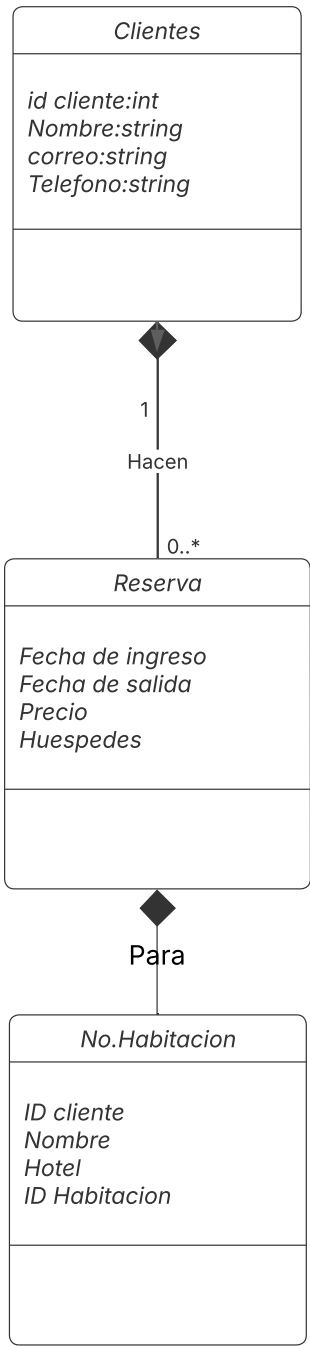 Clientes
id cliente:int
Nombre:string
correo:string
Telefono:string
1
Hacen
0..*
Reserva
Fecha de ingreso
Fecha de salida
Precio
Huespedes
Para
No.Habitacion
ID cliente
Nombre
Hotel
ID Habitacion